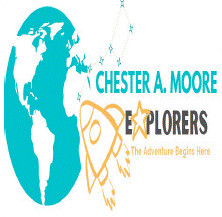 CHESTER A. MOORE
EXPLORERS
The Adventure Begins Here